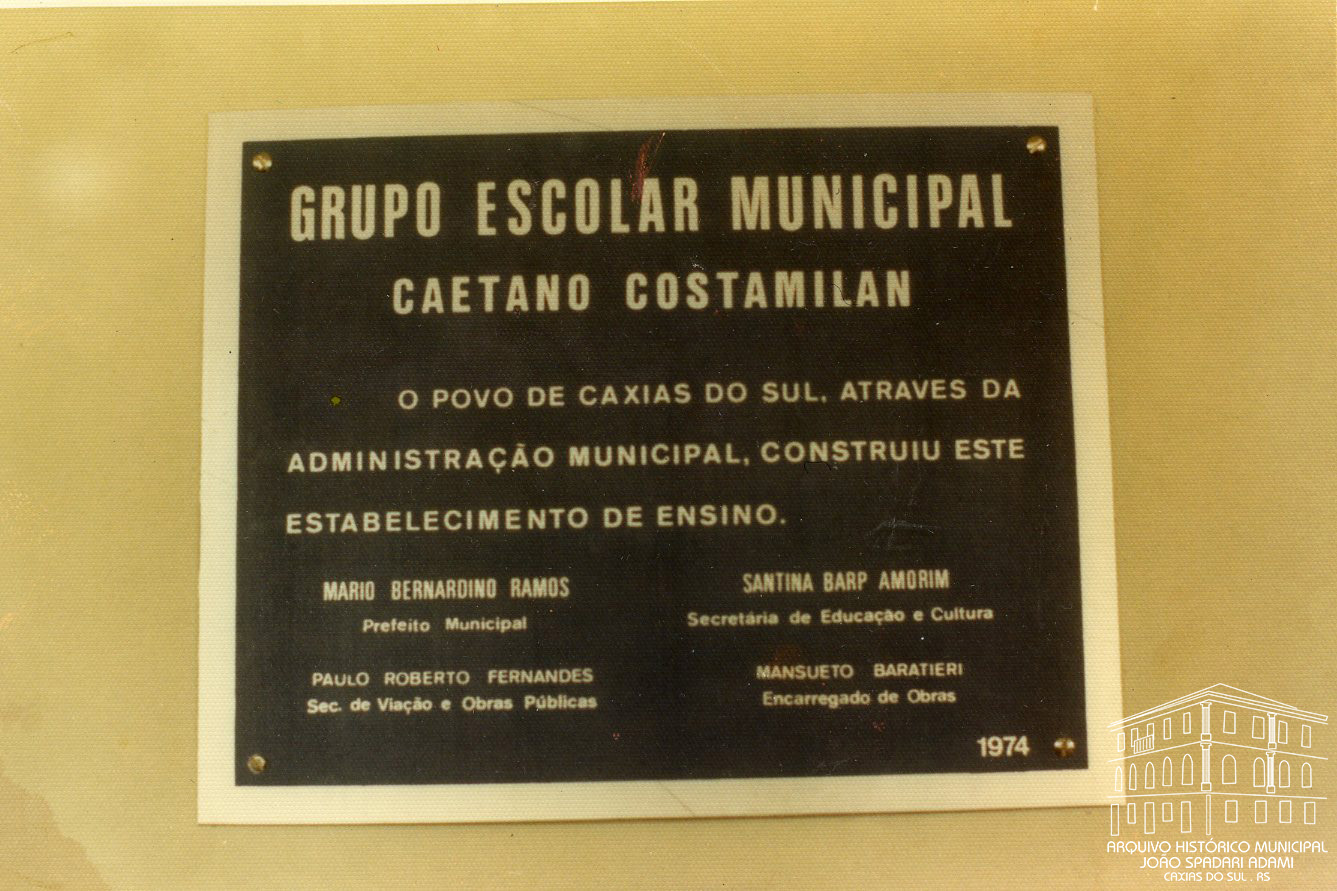 GRUPO ESCOLAR MUNICIPAL
CAETANO COSTAMILAN
O POVO DE CAXIAS DO SUL, ATRAVES DA
ADMINISTRAÇÃO MUNICIPAL, CONSTRUIU ESTE
ESTABELECIMENTO DE ENSINO.
MARIO BERNARDINO RAMOS
Prefeito Municipal
SANTINA BARP AMORIM
Secretária de Educação e Cultura
PAULO ROBERTO FERNANDES
Sec. de Viação e Obras Públicas
MANSUETO BARATIERI
Encarregado de Obras
1974
ARQUIVO HISTÓRICO MUNICIPAL
JOÃO SPADARI ADAMI
CAXIAS DO SUL . RS